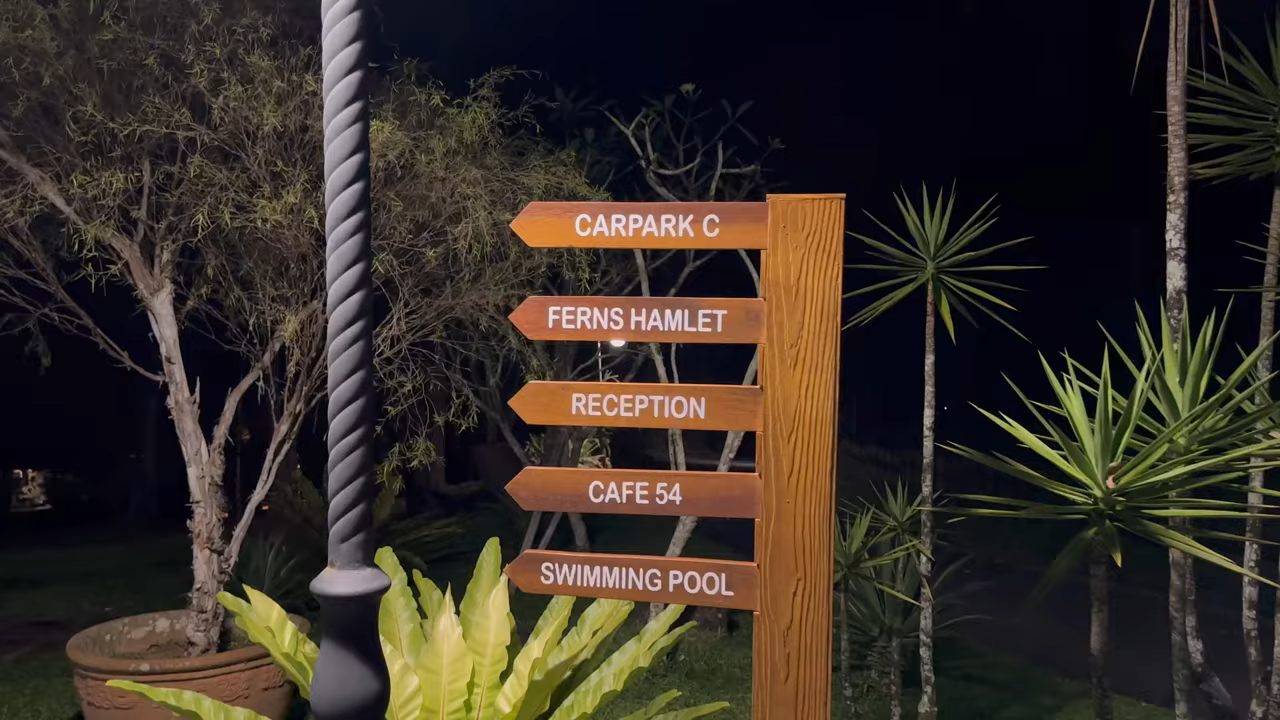 CARPARK C
FERNS HAMLET
RECEPTION
CAFE 54
SWIMMING POOL